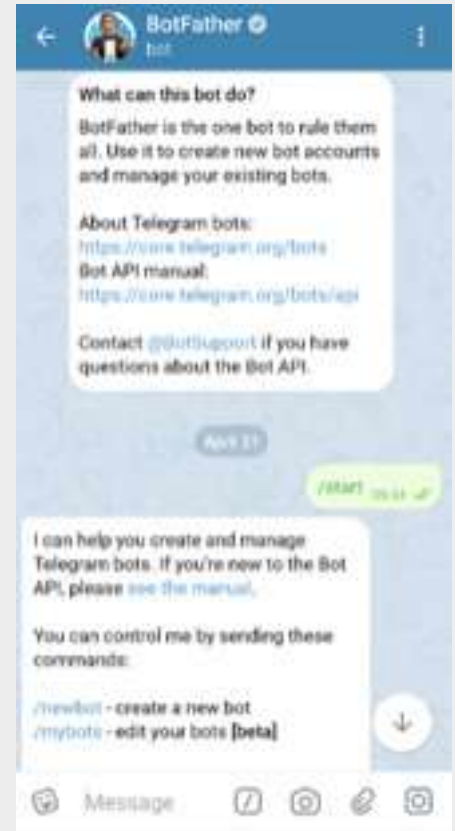 BotFather
bot
What can this bot do?
BotFather is the one bot to rule them
all. Use it to create new bot accounts
and manage your existing bots.
About Telegram bots:
https://core.telegram.org/bots
Bot API manual:
https://core.telegram.org/bots/api
Contact @BotSupport if you have
questions about the Bot API.
April
/start
I can help you create and manage
Telegram bots. If you're new to the Bot
API, please see the manual.
You can control me by sending these
commands:
/newbot - create a new bot
/mybots - edit your bots [beta]
Message